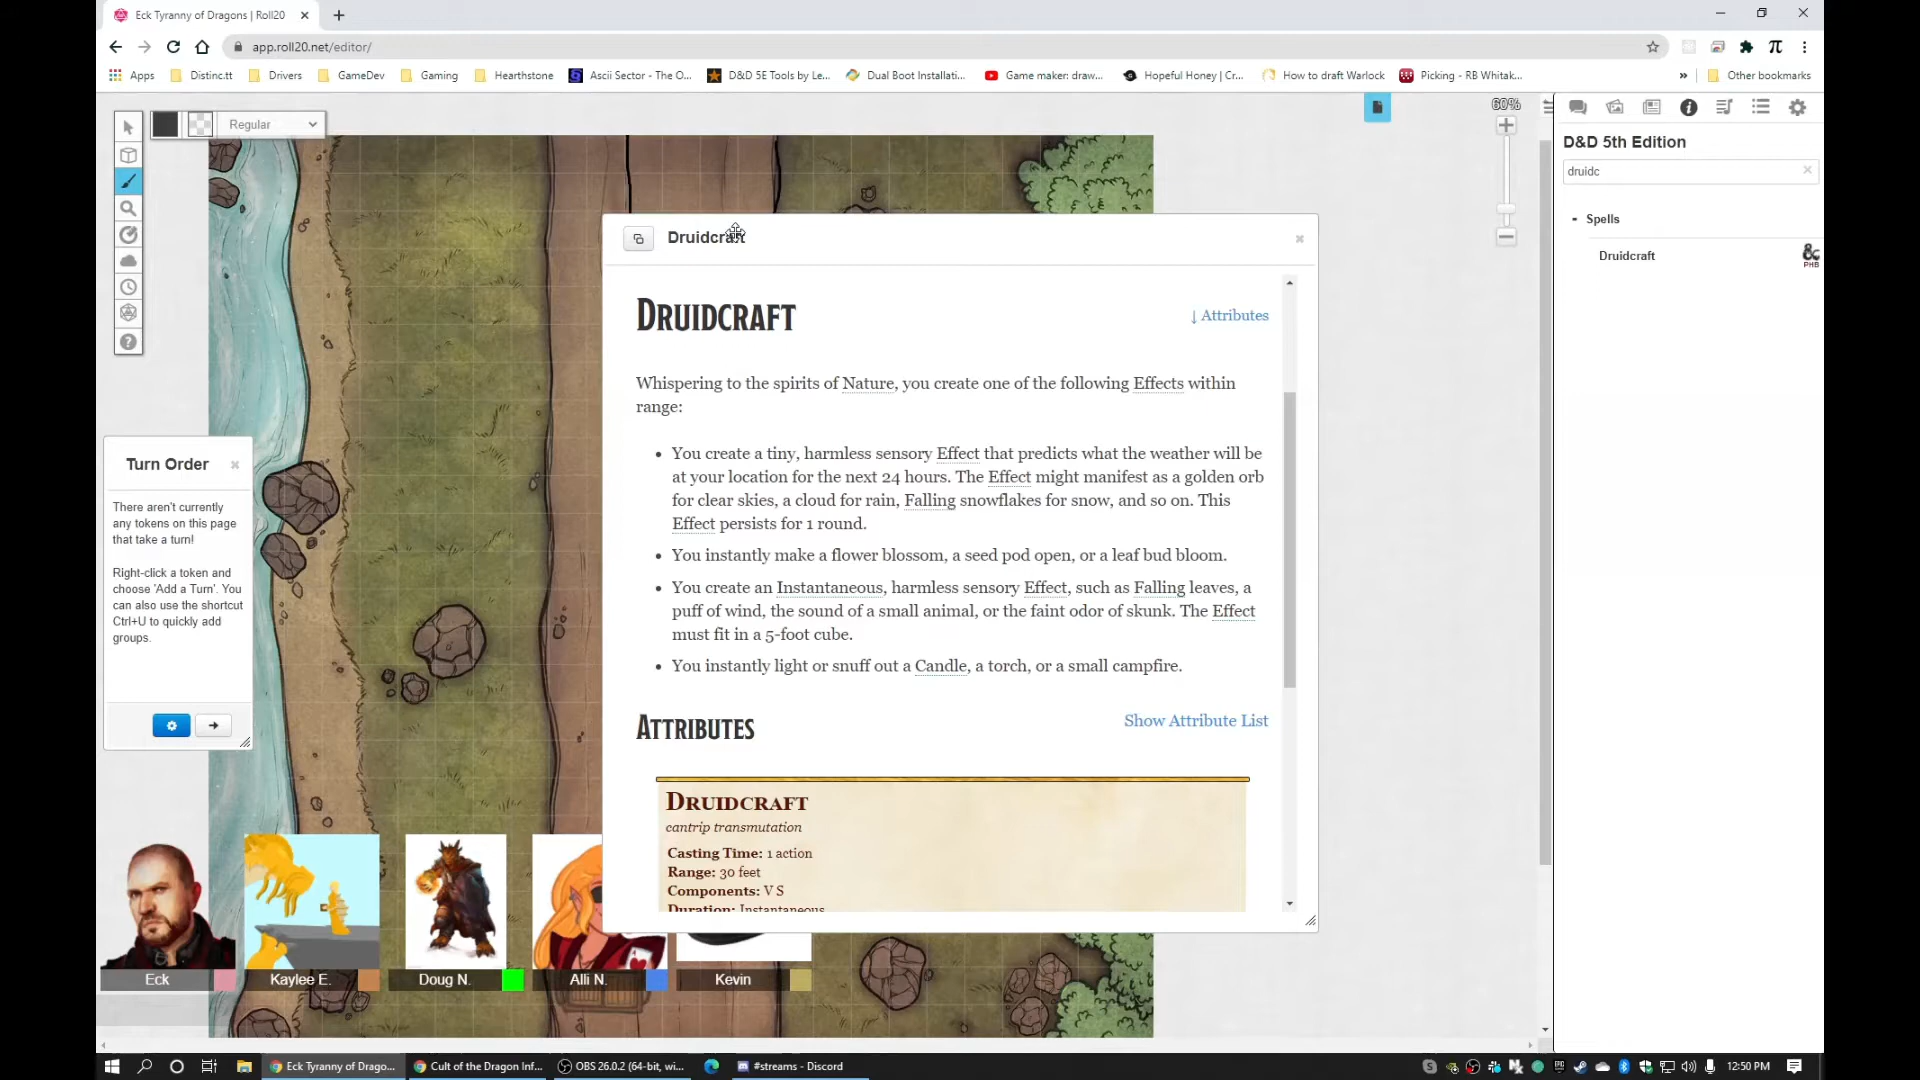 Eck Tyranny of Dragons | Roll20
app.roll20.net/editor/
Apps
Distinc.tt
Drivers
GameDev
Gaming
Hearthstone
Ascii Sector - The O...
D&D 5E Tools by Le...
Dual Boot Installati...
Game maker: draw...
Hopeful Honey | Cr...
How to draft Warlock
Picking - RB Whitak...
»
Other bookmarks
Regular
60%
D&D 5th Edition
druidc
Spells
Druidcraft
PHB
Druidcraft
DRUIDCRAFT
↓ Attributes
Whispering to the spirits of Nature, you create one of the following Effects within
range:
• You create a tiny, harmless sensory Effect that predicts what the weather will be
at your location for the next 24 hours. The Effect might manifest as a golden orb
for clear skies, a cloud for rain, Falling snowflakes for snow, and so on. This
Effect persists for 1 round.
• You instantly make a flower blossom, a seed pod open, or a leaf bud bloom.
• You create an Instantaneous, harmless sensory Effect, such as Falling leaves, a
puff of wind, the sound of a small animal, or the faint odor of skunk. The Effect
must fit in a 5-foot cube.
• You instantly light or snuff out a Candle, a torch, or a small campfire.
ATTRIBUTES
Show Attribute List
DRUIDCRAFT
cantrip transmutation
Casting Time: 1 action
Range: 30 feet
Components: V S
Duration: Instantaneous
Turn Order
There aren't currently
any tokens on this page
that take a turn!
Right-click a token and
choose 'Add a Turn'. You
can also use the shortcut
Ctrl+U to quickly add
groups.
Eck
Kaylee E.
Doug N.
Alli N.
Kevin
Eck Tyranny of Drago...
Cult of the Dragon Inf...
OBS 26.0.2 (64-bit, wi...
#streams - Discord
12:50 PM